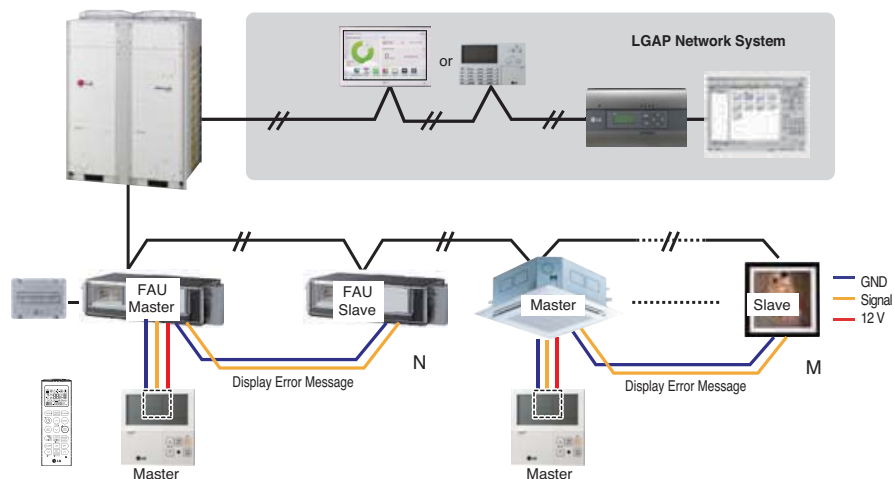 LGAP Network System
or
LG
FAU
Master
FAU
Slave
Master
Slave
GND
Signal
12 V
N
M
Display Error Message
Display Error Message
Master
Master